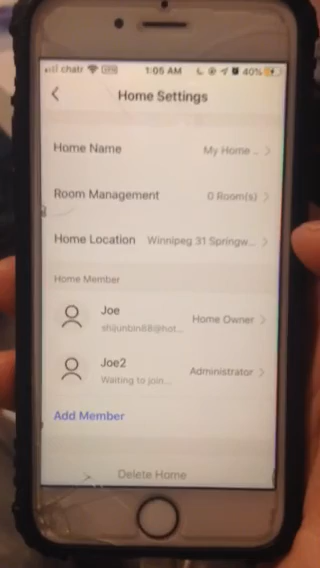 chatr VPN 1:05 AM 40%
Home Settings
Home Name My Home ..
Room Management 0 Room(s)
Home Location Winnipeg 31 Springw...
Home Member
Joe
Home Owner
shijunbin88@hot...
Joe2
Administrator
Waiting to join...
Add Member
Delete Home